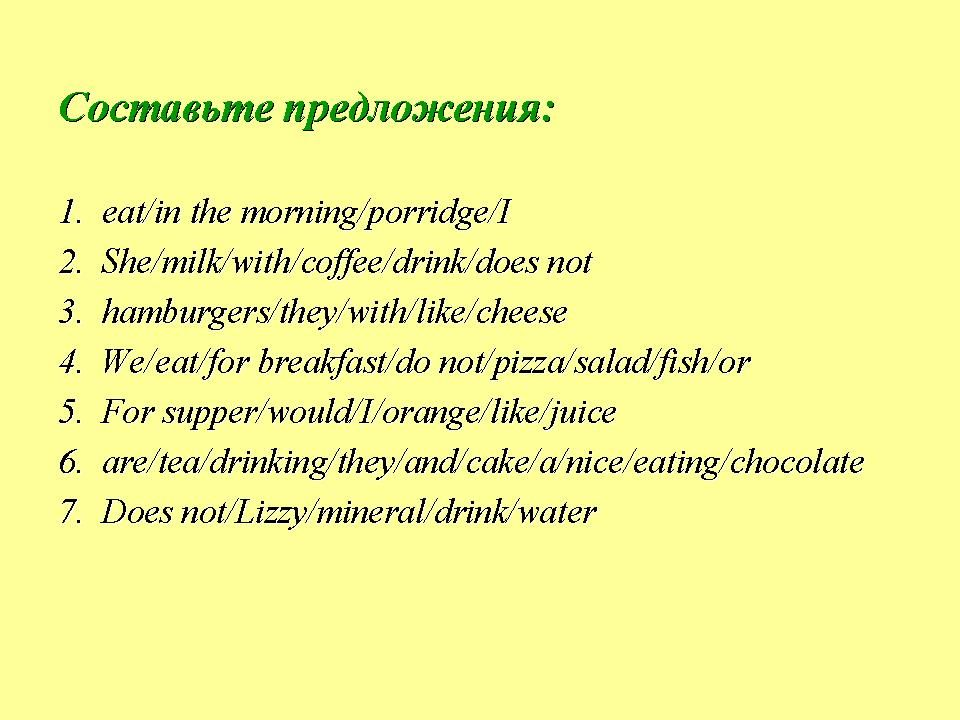 Составьте предложения:
1. eat/in the morning/porridge/I
2. She/milk/with/coffee/drink/does not
3. hamburgers/they/with/like/cheese
4. We/eat/for breakfast/do not/pizza/salad/fish/or
5. For supper/would/I/orange/like/juice
6. are/tea/drinking/they/and/cake/a/nice/eating/chocolate
7. Does not/Lizzy/mineral/drink/water